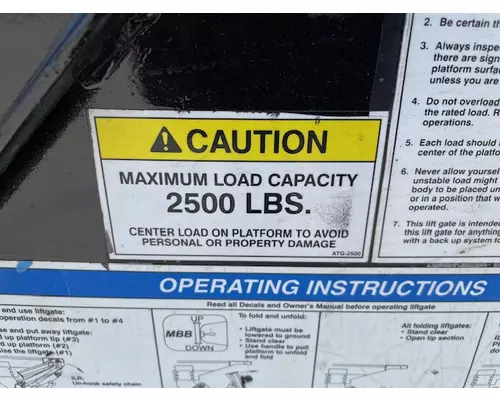 2. Be certain th
3. Always inspe
there are sign
platform surfa
unless you are
4. Do not overload
the rated load. R
operations.
5. Each load should
center of the platfo
6. Never allow yourself
unstable load might
body to be placed un
or in a position that w
operated.
7. This lift gate is intended
lift gate for anything
with a back up system to
CAUTION
MAXIMUM LOAD CAPACITY
2500 LBS.
CENTER LOAD ON PLATFORM TO AVOID
PERSONAL OR PROPERTY DAMAGE
ATG-2500
OPERATING INSTRUCTIONS
Read all Decals and Owner's Manual before operating liftgate
and use liftgate:
operation decals from #1 to #4
se and put away liftgate:
d up platform tip (#3)
d up platform (#2)
ise the liftgate (#1)
ILR:
Un-hook safety chain
UP
MBB
DOWN
To fold and unfold:
• Liftgate must be
lowered to ground
• Stand clear
• Use handle to pull
platform to unfold
and fold
All folding liftgates:
• Stand clear
• Open tip section